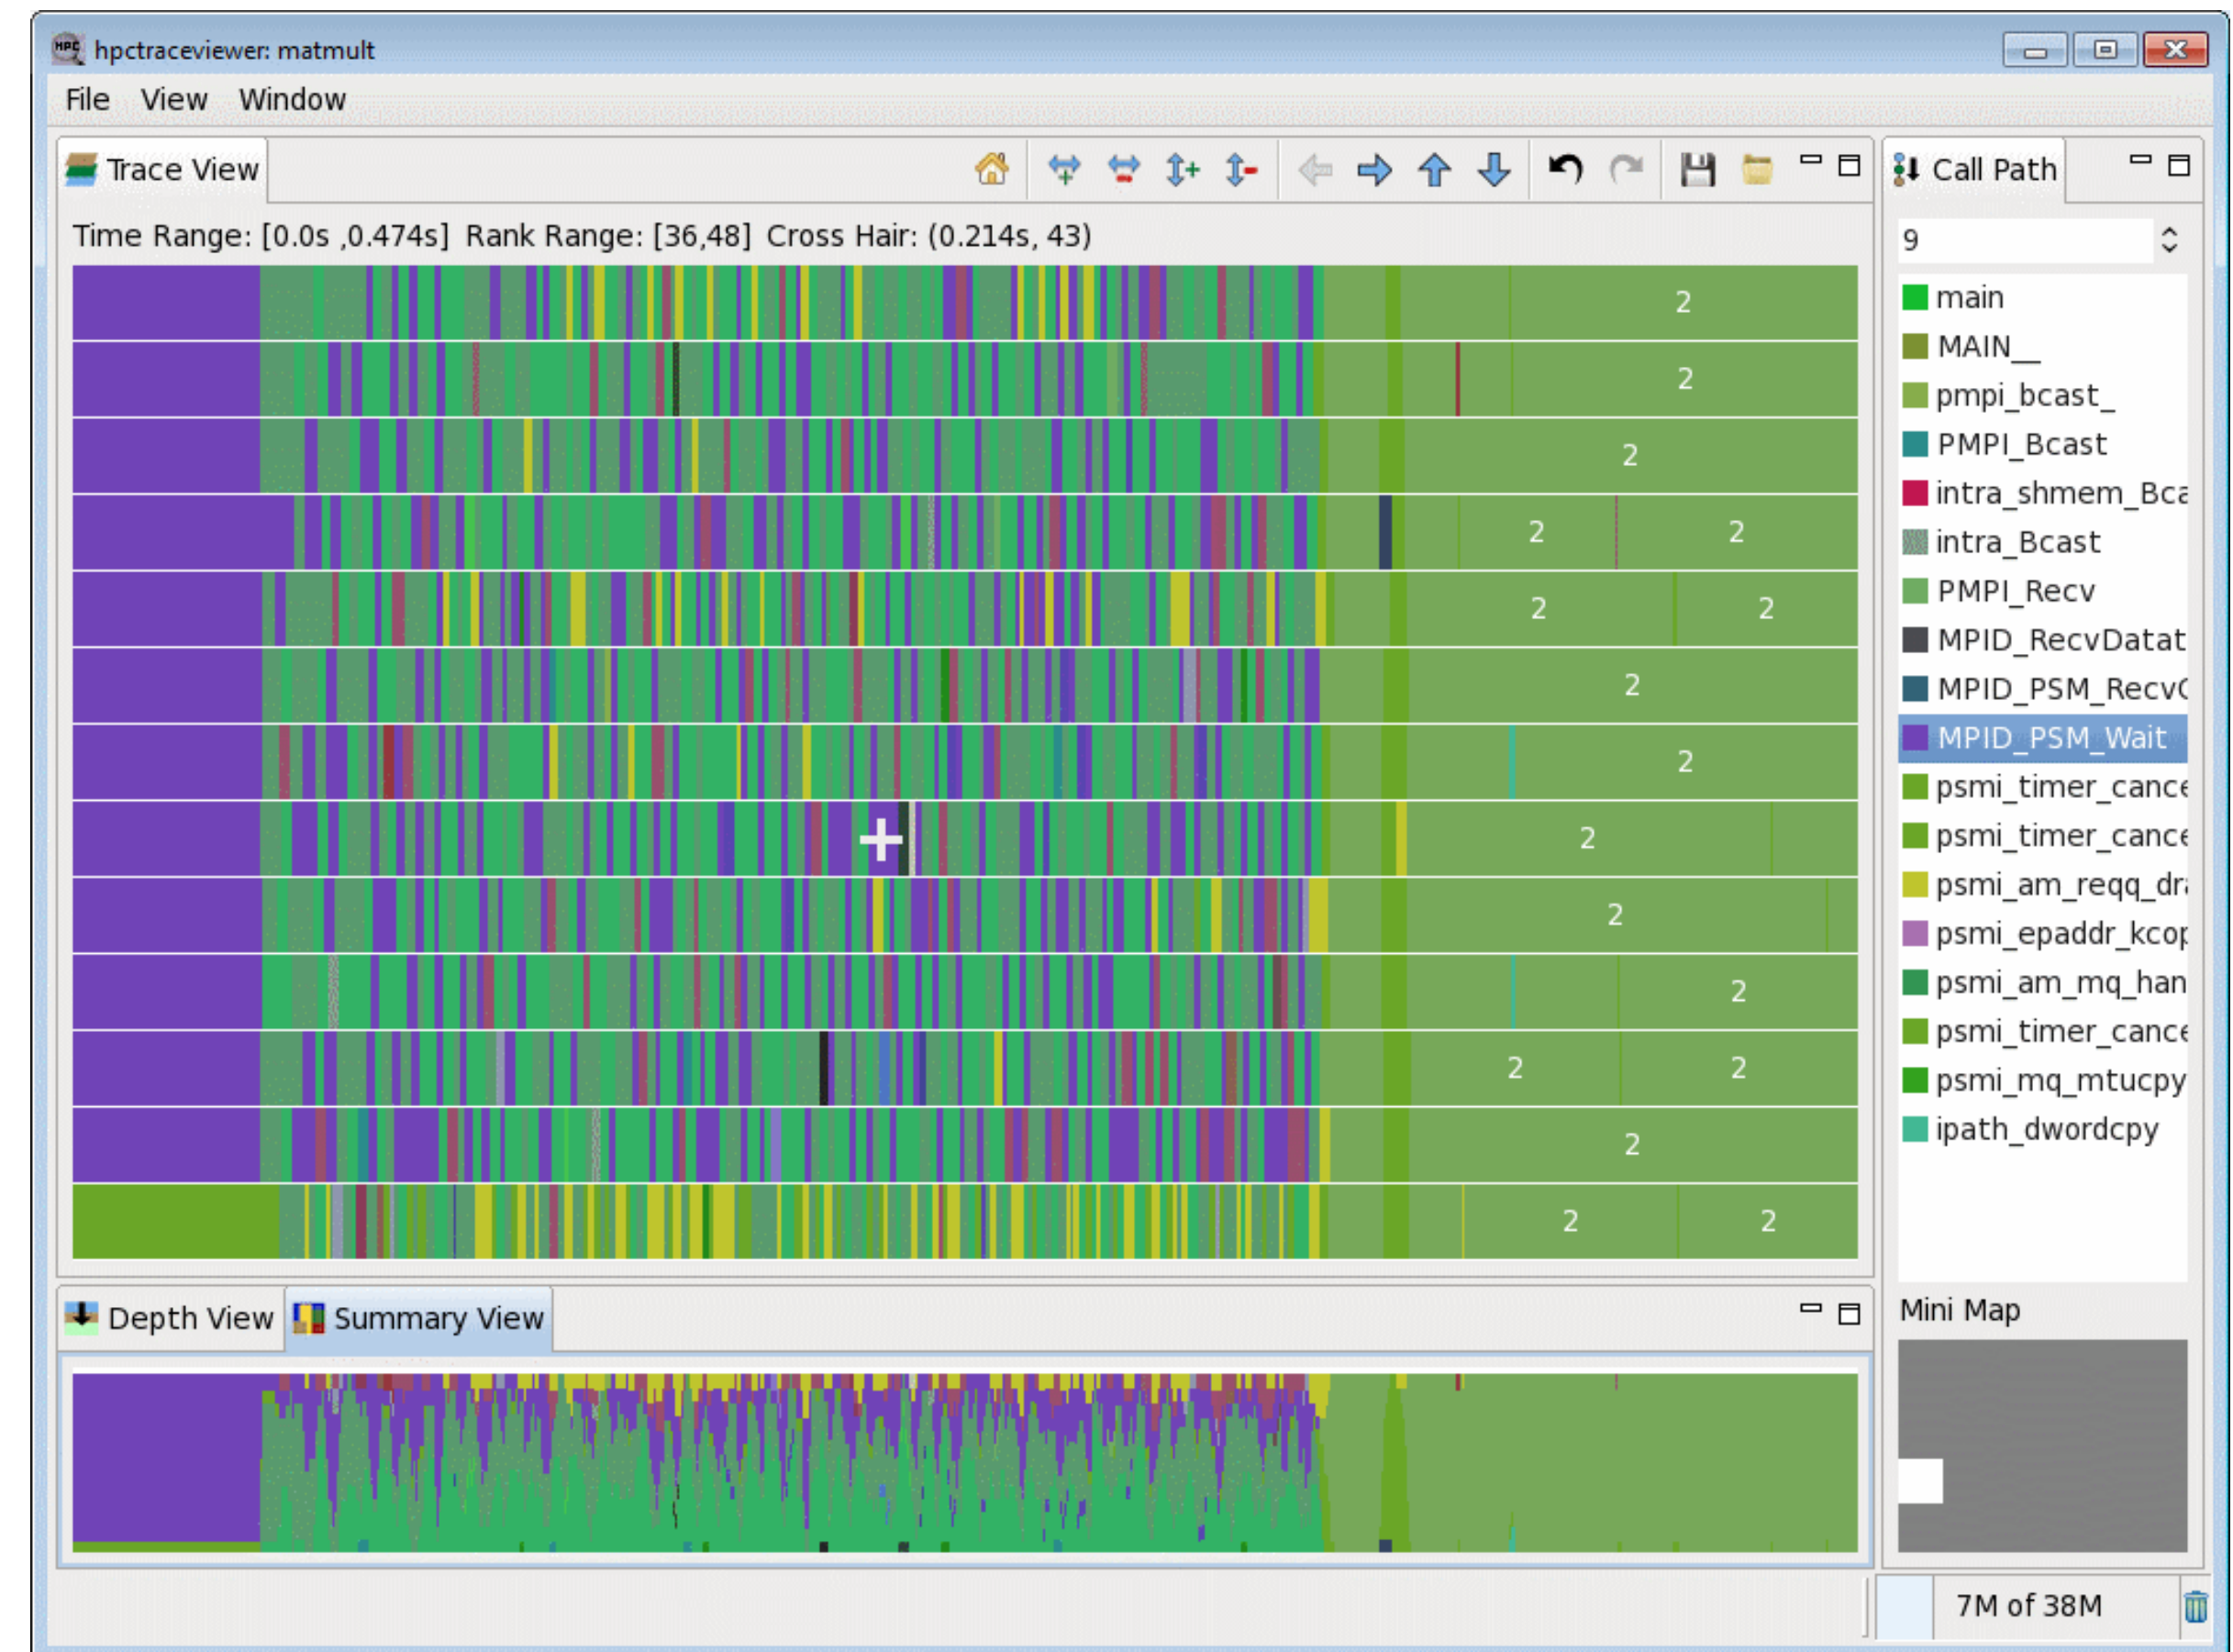 HPC
hpctraceviewer: matmult
File View Window
Trace View
Call Path
Time Range: [0.0s ,0.474s] Rank Range: [36,48] Cross Hair: (0.214s, 43)
9
main
MAIN__
pmpi_bcast_
PMPI_Bcast
intra_shmem_Bca
intra_Bcast
PMPI_Recv
MPID_RecvDatat
MPID_PSM_Recv
MPID_PSM_Wait
psmi_timer_cance
psmi_timer_cance
psmi_am_reqq_dra
psmi_epaddr_kcop
psmi_am_mq_han
psmi_timer_cance
psmi_mq_mtucpy
ipath_dwordcpy
2
2
2
2 2
2 2
2
2
2
2
2
2 2
2
2 2
Depth View Summary View
Mini Map
7M of 38M